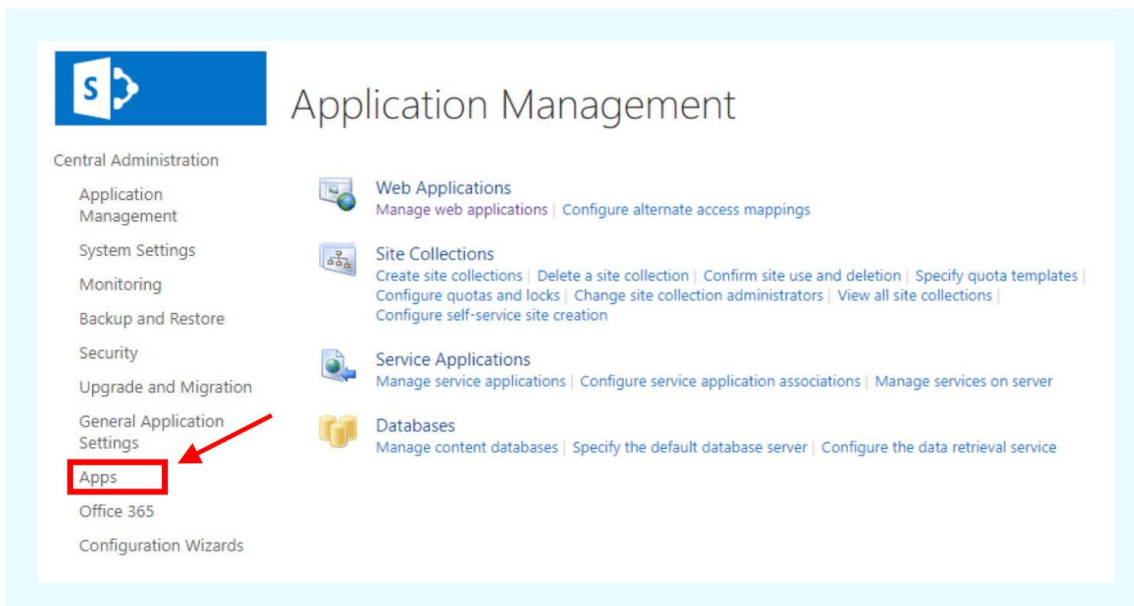 S
Application Management
Central Administration
Application
Management
System Settings
Monitoring
Backup and Restore
Security
Upgrade and Migration
General Application
Settings
Apps
Office 365
Configuration Wizards
Web Applications
Manage web applications | Configure alternate access mappings
Site Collections
Create site collections | Delete a site collection | Confirm site use and deletion | Specify quota templates |
Configure quotas and locks | Change site collection administrators | View all site collections |
Configure self-service site creation
Service Applications
Manage service applications | Configure service application associations | Manage services on server
Databases
Manage content databases | Specify the default database server | Configure the data retrieval service